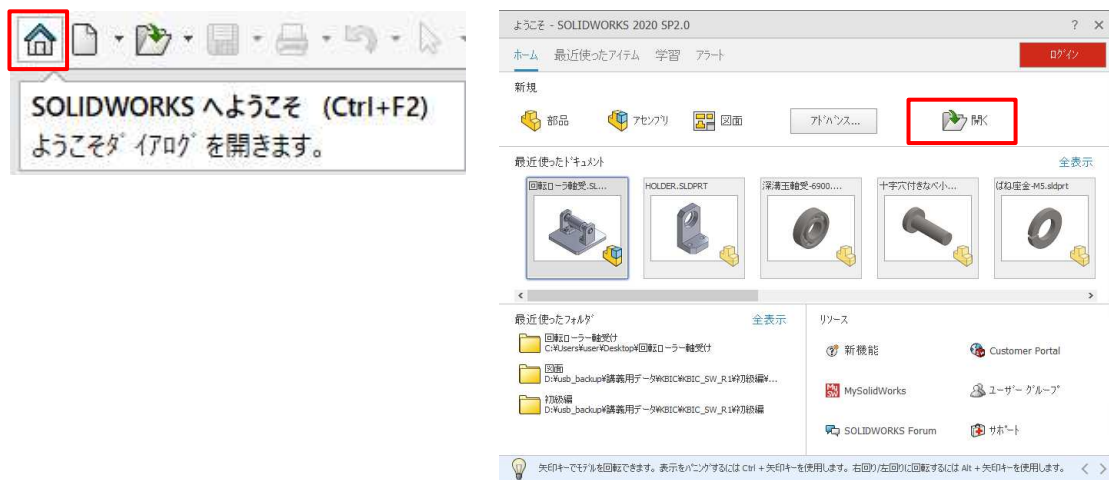 SOLIDWORKS へようこそ (Ctrl+F2)
ようこそﾀﾞｲｱﾛｸﾞを開きます。
ようこそ - SOLIDWORKS 2020 SP2.0
ホーム 最近使ったアイテム 学習 アラート ログイン
新規
部品 アセンブリ 図面 アドバンス... 開く
最近使ったドキュメント 全表示
回転ローラ軸受.SL... HOLDER.SLDPRT 深溝玉軸受-6900.... 十字穴付きなべ小... ばね座金-M5.sldprt
最近使ったフォルダ 全表示
回転ローラー軸受け
C:¥Users¥user¥Desktop¥回転ローラー軸受け
図面
D:¥usb_backup¥講義用データ¥KBIC¥KBIC_SW_R1¥初級編¥...
初級編
D:¥usb_backup¥講義用データ¥KBIC¥KBIC_SW_R1¥初級編
リソース
新機能 Customer Portal
MySolidWorks ユーザー グループ
SOLIDWORKS Forum サポート
矢印キーでモデルを回転できます。表示をパニングするには Ctrl + 矢印キーを使用します。右回り/左回りに回転するには Alt + 矢印キーを使用します。